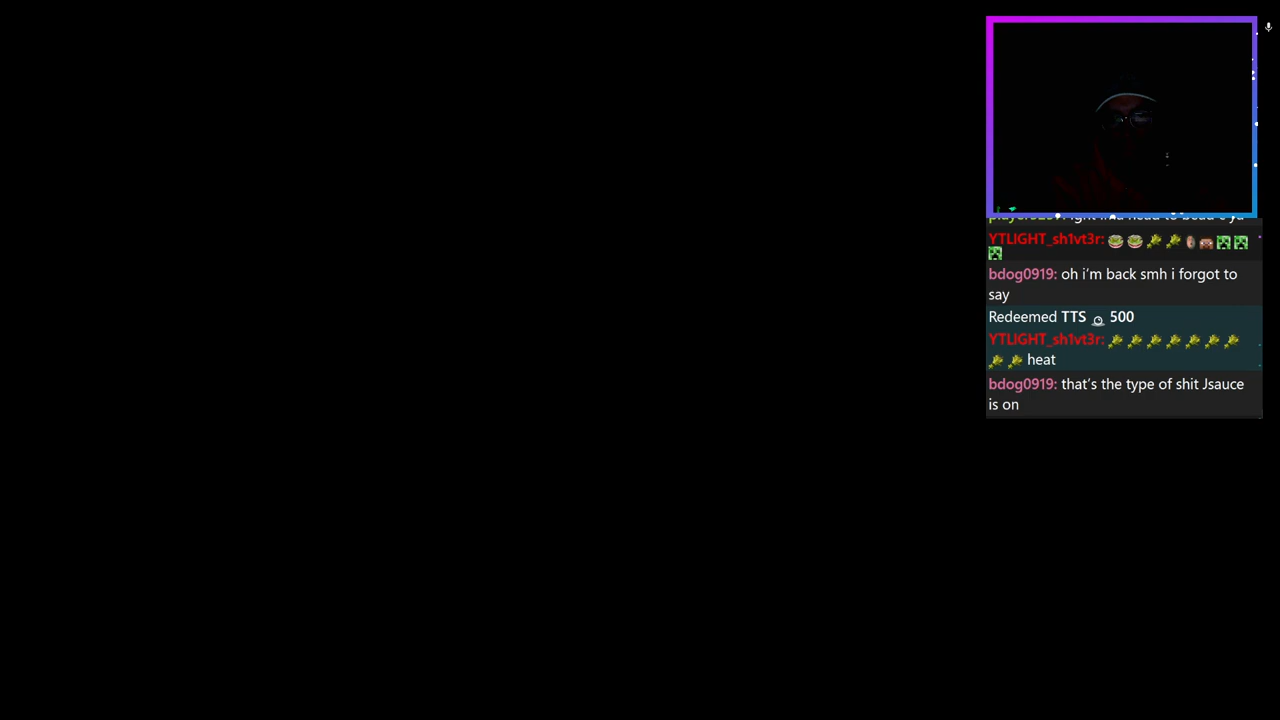 YTLIGHT_sh1vt3r:
bdog0919: oh i'm back smh i forgot to
say
Redeemed TTS 500
YTLIGHT_sh1vt3r:
heat
bdog0919: that's the type of shit Jsauce
is on